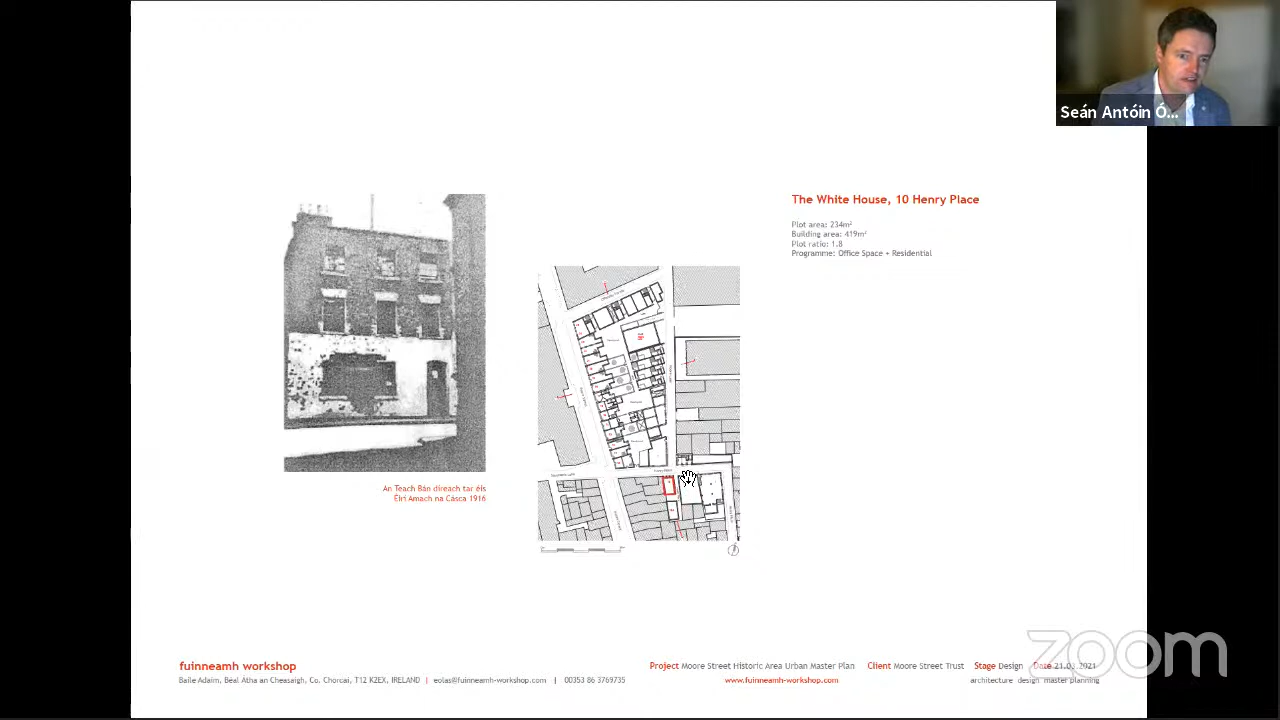 Seán Antóin Ó...
The White House, 10 Henry Place
Plot area: 234m²
Building area: 419m²
Plot ratio: 1.8
Programme: Office Space + Residential
An Teach Bán díreach tar éis
Éirí Amach na Cásca 1916
zoom
fuinneamh workshop
Baile Adaim, Béal Átha an Cheasaigh, Co. Chorcaí, T12 K2EX, IRELAND | eolas@fuinneamh-workshop.com | 00353 86 3769735
Project Moore Street Historic Area Urban Master Plan Client Moore Street Trust Stage Design Date 21.03.2021
www.fuinneamh-workshop.com
architecture design master planning